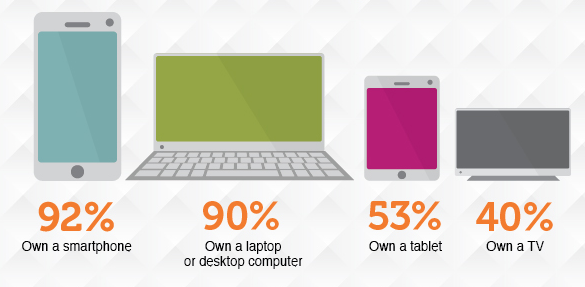 92%
Own a smartphone
90%
Own a laptop
or desktop computer
53%
Own a tablet
40%
Own a TV